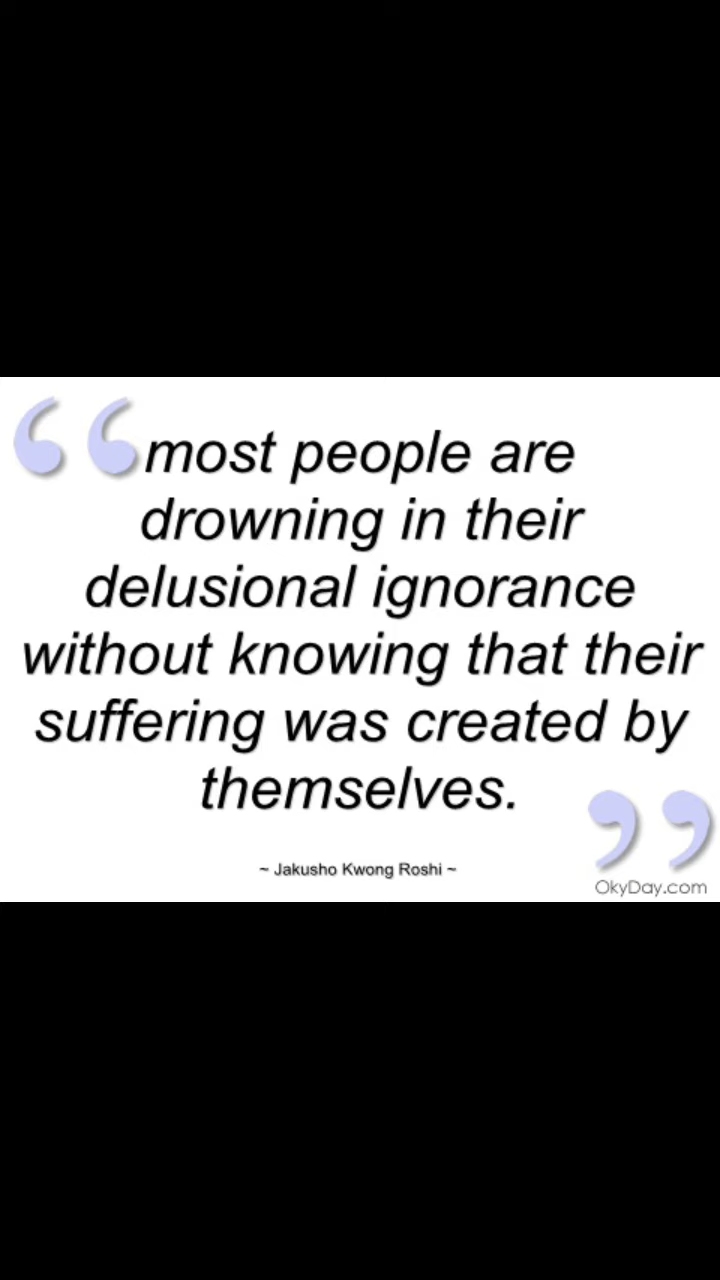 “most people are
drowning in their
delusional ignorance
without knowing that their
suffering was created by
themselves.”
~ Jakusho Kwong Roshi ~
OkyDay.com